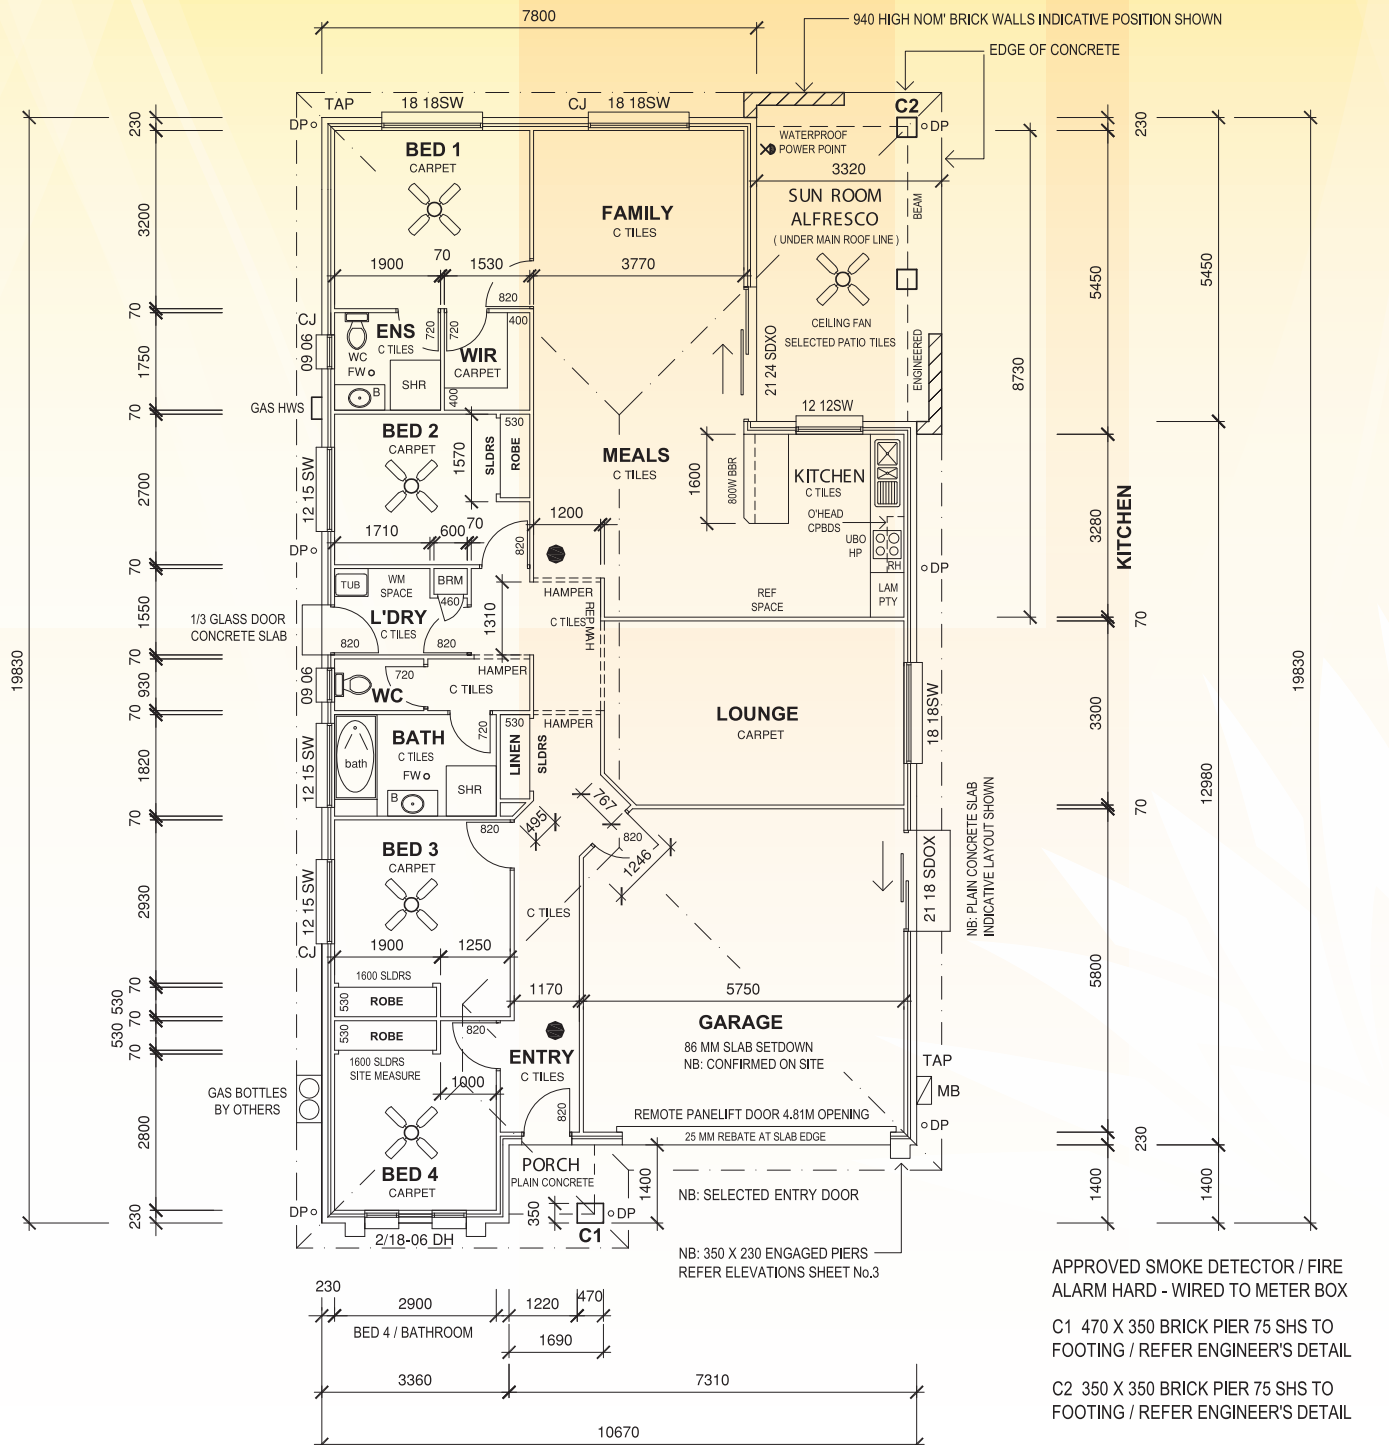 7800
940 HIGH NOM' BRICK WALLS INDICATIVE POSITION SHOWN
EDGE OF CONCRETE
TAP
18 18SW
CJ
18 18SW
C2
DP
DP
230
230
WATERPROOF
POWER POINT
BED 1
CARPET
3320
FAMILY
C TILES
SUN ROOM
ALFRESCO
( UNDER MAIN ROOF LINE )
BEAM
3200
70
1900
1530
3770
820
5450
5450
8730
CEILING FAN
SELECTED PATIO TILES
ENGINEERED
70
CJ
09 06
ENS
C TILES
WC
FW
B
SHR
720
720
400
WIR
CARPET
400
21 24 SDXO
1750
GAS HWS
70
12 12SW
BED 2
CARPET
530
SLDRS
ROBE
1570
MEALS
C TILES
1600
800W BBR
KITCHEN
C TILES
O'HEAD
CPBDS
UBO
HP
RH
LAM
PTY
REF
SPACE
2700
12 15 SW
1710
600
70
1200
820
3280
KITCHEN
DP
DP
70
TUB
WM
SPACE
BRM
460
HAMPER
C TILES
1310
1/3 GLASS DOOR
CONCRETE SLAB
L'DRY
C TILES
820
820
1550
70
70
19830
19830
HAMPER
09 06
WC
720
C TILES
930
70
LOUNGE
CARPET
18 18SW
3300
BATH
C TILES
FW
bath
B
SHR
720
530
LINEN
SLDRS
HAMPER
12 15 SW
1820
12980
767
495
820
1246
70
70
NB: PLAIN CONCRETE SLAB
INDICATIVE LAYOUT SHOWN
BED 3
CARPET
820
12 15 SW
CJ
2930
21 18 SDOX
C TILES
1900
1250
1600 SLDRS
530
ROBE
1170
5750
5800
70
530
70
530
70
530
ROBE
820
1600 SLDRS
SITE MEASURE
ENTRY
C TILES
GARAGE
86 MM SLAB SETDOWN
NB: CONFIRMED ON SITE
TAP
MB
DP
GAS BOTTLES
BY OTHERS
1000
820
REMOTE PANELIFT DOOR 4.81M OPENING
25 MM REBATE AT SLAB EDGE
2800
230
BED 4
CARPET
PORCH
PLAIN CONCRETE
1400
NB: SELECTED ENTRY DOOR
1400
1400
230
DP
350
DP
C1
2/18-06 DH
NB: 350 X 230 ENGAGED PIERS
REFER ELEVATIONS SHEET No.3
APPROVED SMOKE DETECTOR / FIRE
ALARM HARD - WIRED TO METER BOX
230
2900
1220
470
BED 4 / BATHROOM
1690
C1 470 X 350 BRICK PIER 75 SHS TO
FOOTING / REFER ENGINEER'S DETAIL
3360
7310
C2 350 X 350 BRICK PIER 75 SHS TO
FOOTING / REFER ENGINEER'S DETAIL
10670